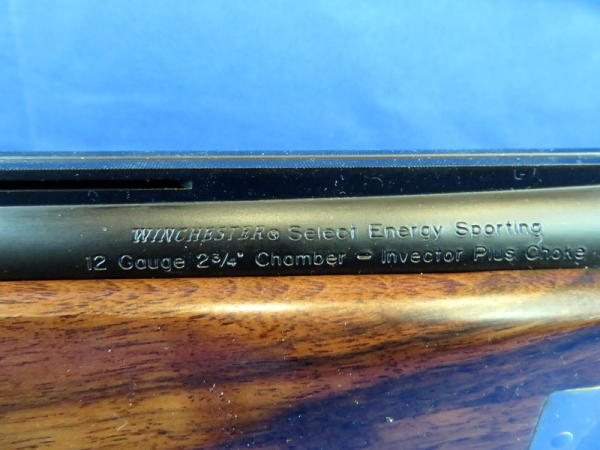 WINCHESTER® Select Energy Sporting
12 Gauge 2¾" Chamber – Invector Plus Choke